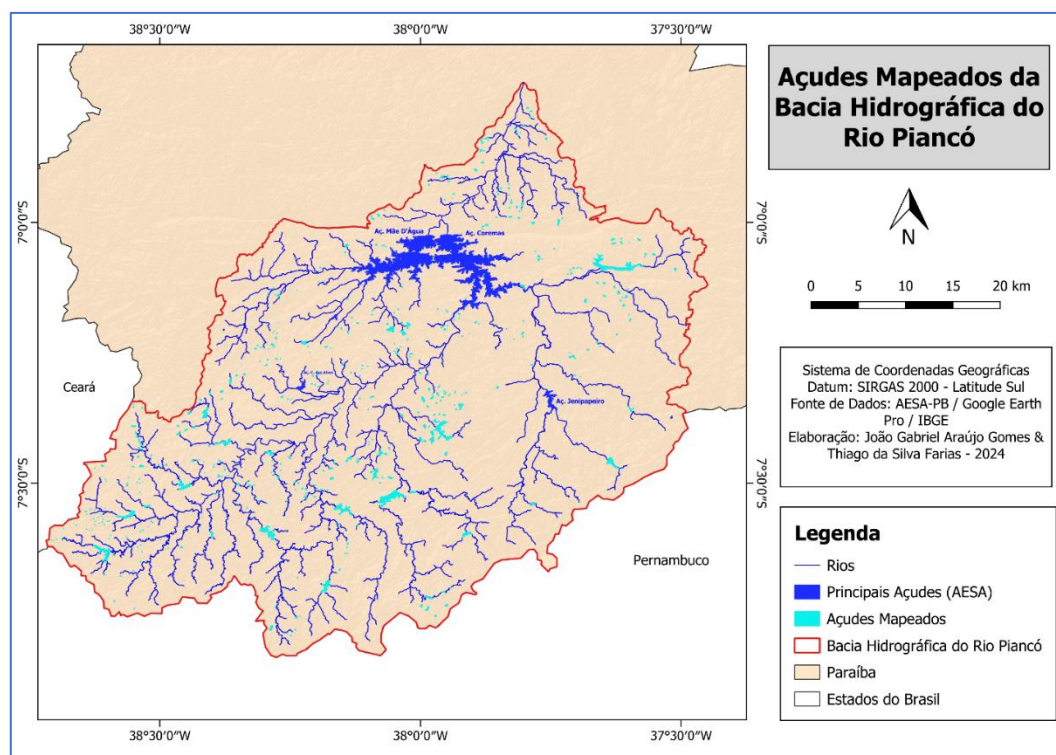 38°30'0"W
38°0'0"W
37°30'0"W
Açudes Mapeados da
Bacia Hidrográfica do
Rio Piancó
N
0 5 10 15 20 km
Sistema de Coordenadas Geográficas
Datum: SIRGAS 2000 - Latitude Sul
Fonte de Dados: AESA-PB / Google Earth
Pro / IBGE
Elaboração: João Gabriel Araújo Gomes &
Thiago da Silva Farias - 2024
Legenda
Rios
Principais Açudes (AESA)
Açudes Mapeados
Bacia Hidrográfica do Rio Piancó
Paraíba
Estados do Brasil
7°0'0"S
7°0'0"S
Aç. Mãe D'Água
Aç. Coremas
Ceará
Aç. Jenipapeiro
7°30'0"S
7°30'0"S
Pernambuco
38°30'0"W
38°0'0"W
37°30'0"W